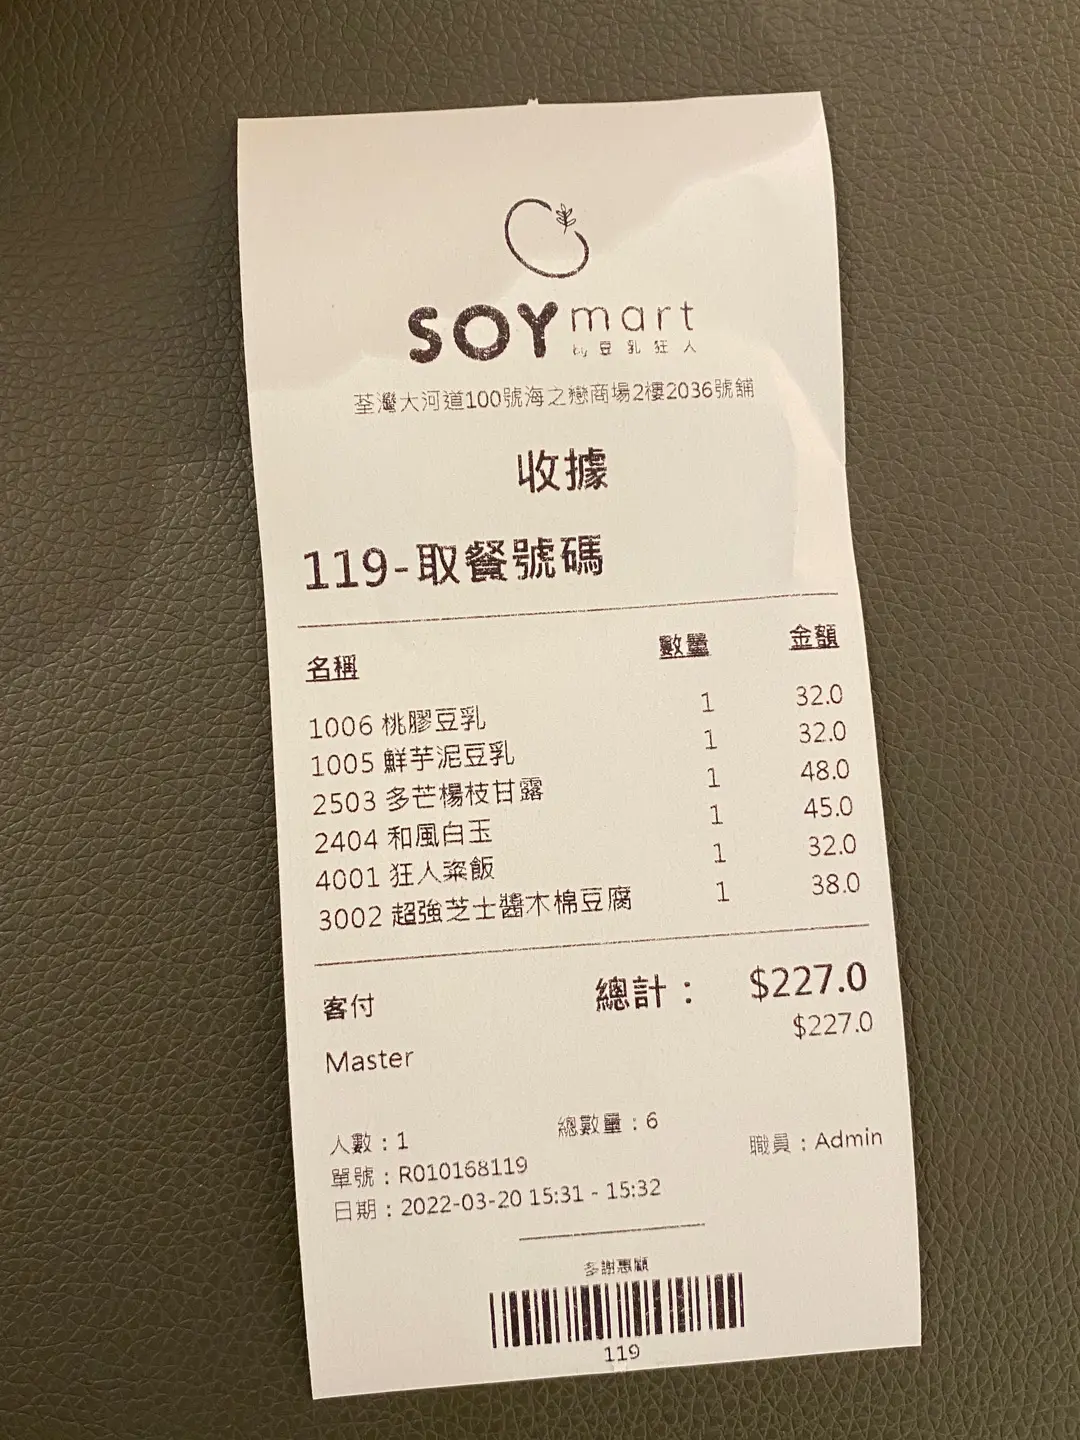 SOY mart
by 豆乳狂人
荃灣大河道100號海之戀商場2樓2036號舖
收據
119-取餐號碼
名稱 數量 金額
1006 桃膠豆乳 1 32.0
1005 鮮芋泥豆乳 1 32.0
2503 多芒楊枝甘露 1 48.0
2404 和風白玉 1 45.0
4001 狂人粢飯 1 32.0
3002 超強芝士醬木棉豆腐 1 38.0
總計： $227.0
客付 $227.0
Master
人數：1 總數量：6
單號：R010168119 職員：Admin
日期：2022-03-20 15:31 - 15:32
多謝惠顧
119